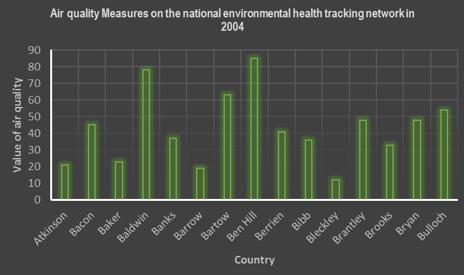 Air quality Measures on the national environmental health tracking network in
2004
90
80
70
60
50
40
30
20
10
0
Value of air quality
Atkinson
Bacon
Baker
Baldwin
Banks
Barrow
Bartow
Ben Hill
Berrien
Bibb
Bleckley
Brantley
Brooks
Bryan
Bulloch
Country